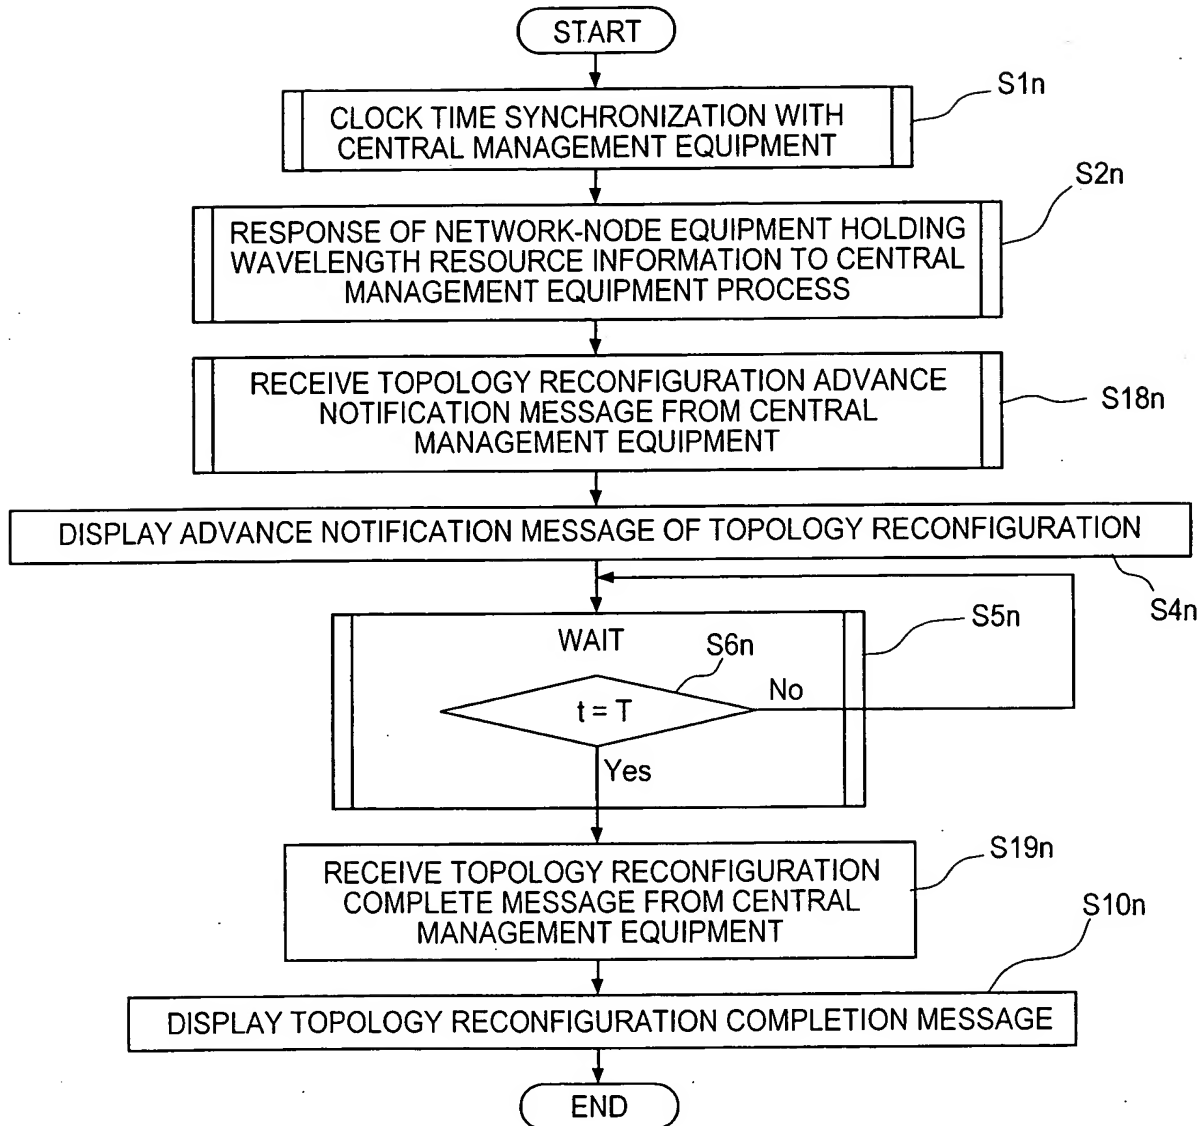 START
CLOCK TIME SYNCHRONIZATION WITH
CENTRAL MANAGEMENT EQUIPMENT
S1n
RESPONSE OF NETWORK-NODE EQUIPMENT HOLDING
WAVELENGTH RESOURCE INFORMATION TO CENTRAL
MANAGEMENT EQUIPMENT PROCESS
S2n
RECEIVE TOPOLOGY RECONFIGURATION ADVANCE
NOTIFICATION MESSAGE FROM CENTRAL
MANAGEMENT EQUIPMENT
S18n
DISPLAY ADVANCE NOTIFICATION MESSAGE OF TOPOLOGY RECONFIGURATION
S4n
WAIT
S5n
S6n
t = T
No
Yes
RECEIVE TOPOLOGY RECONFIGURATION
COMPLETE MESSAGE FROM CENTRAL
MANAGEMENT EQUIPMENT
S19n
DISPLAY TOPOLOGY RECONFIGURATION COMPLETION MESSAGE
S10n
END